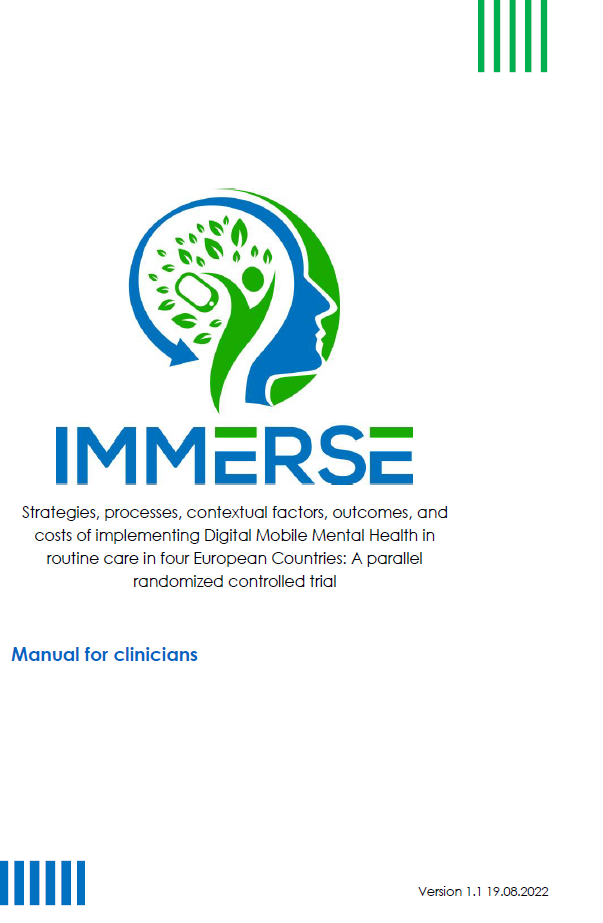 IMMERSE
Strategies, processes, contextual factors, outcomes, and
costs of implementing Digital Mobile Mental Health in
routine care in four European Countries: A parallel
randomized controlled trial
Manual for clinicians
Version 1.1 19.08.2022